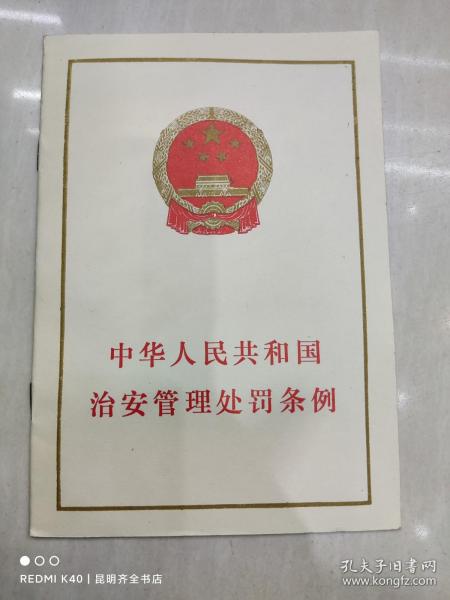 中华人民共和国
治安管理处罚条例
REDMI K40 | 昆明齐全书店
孔夫子旧书网
www.kongfz.com